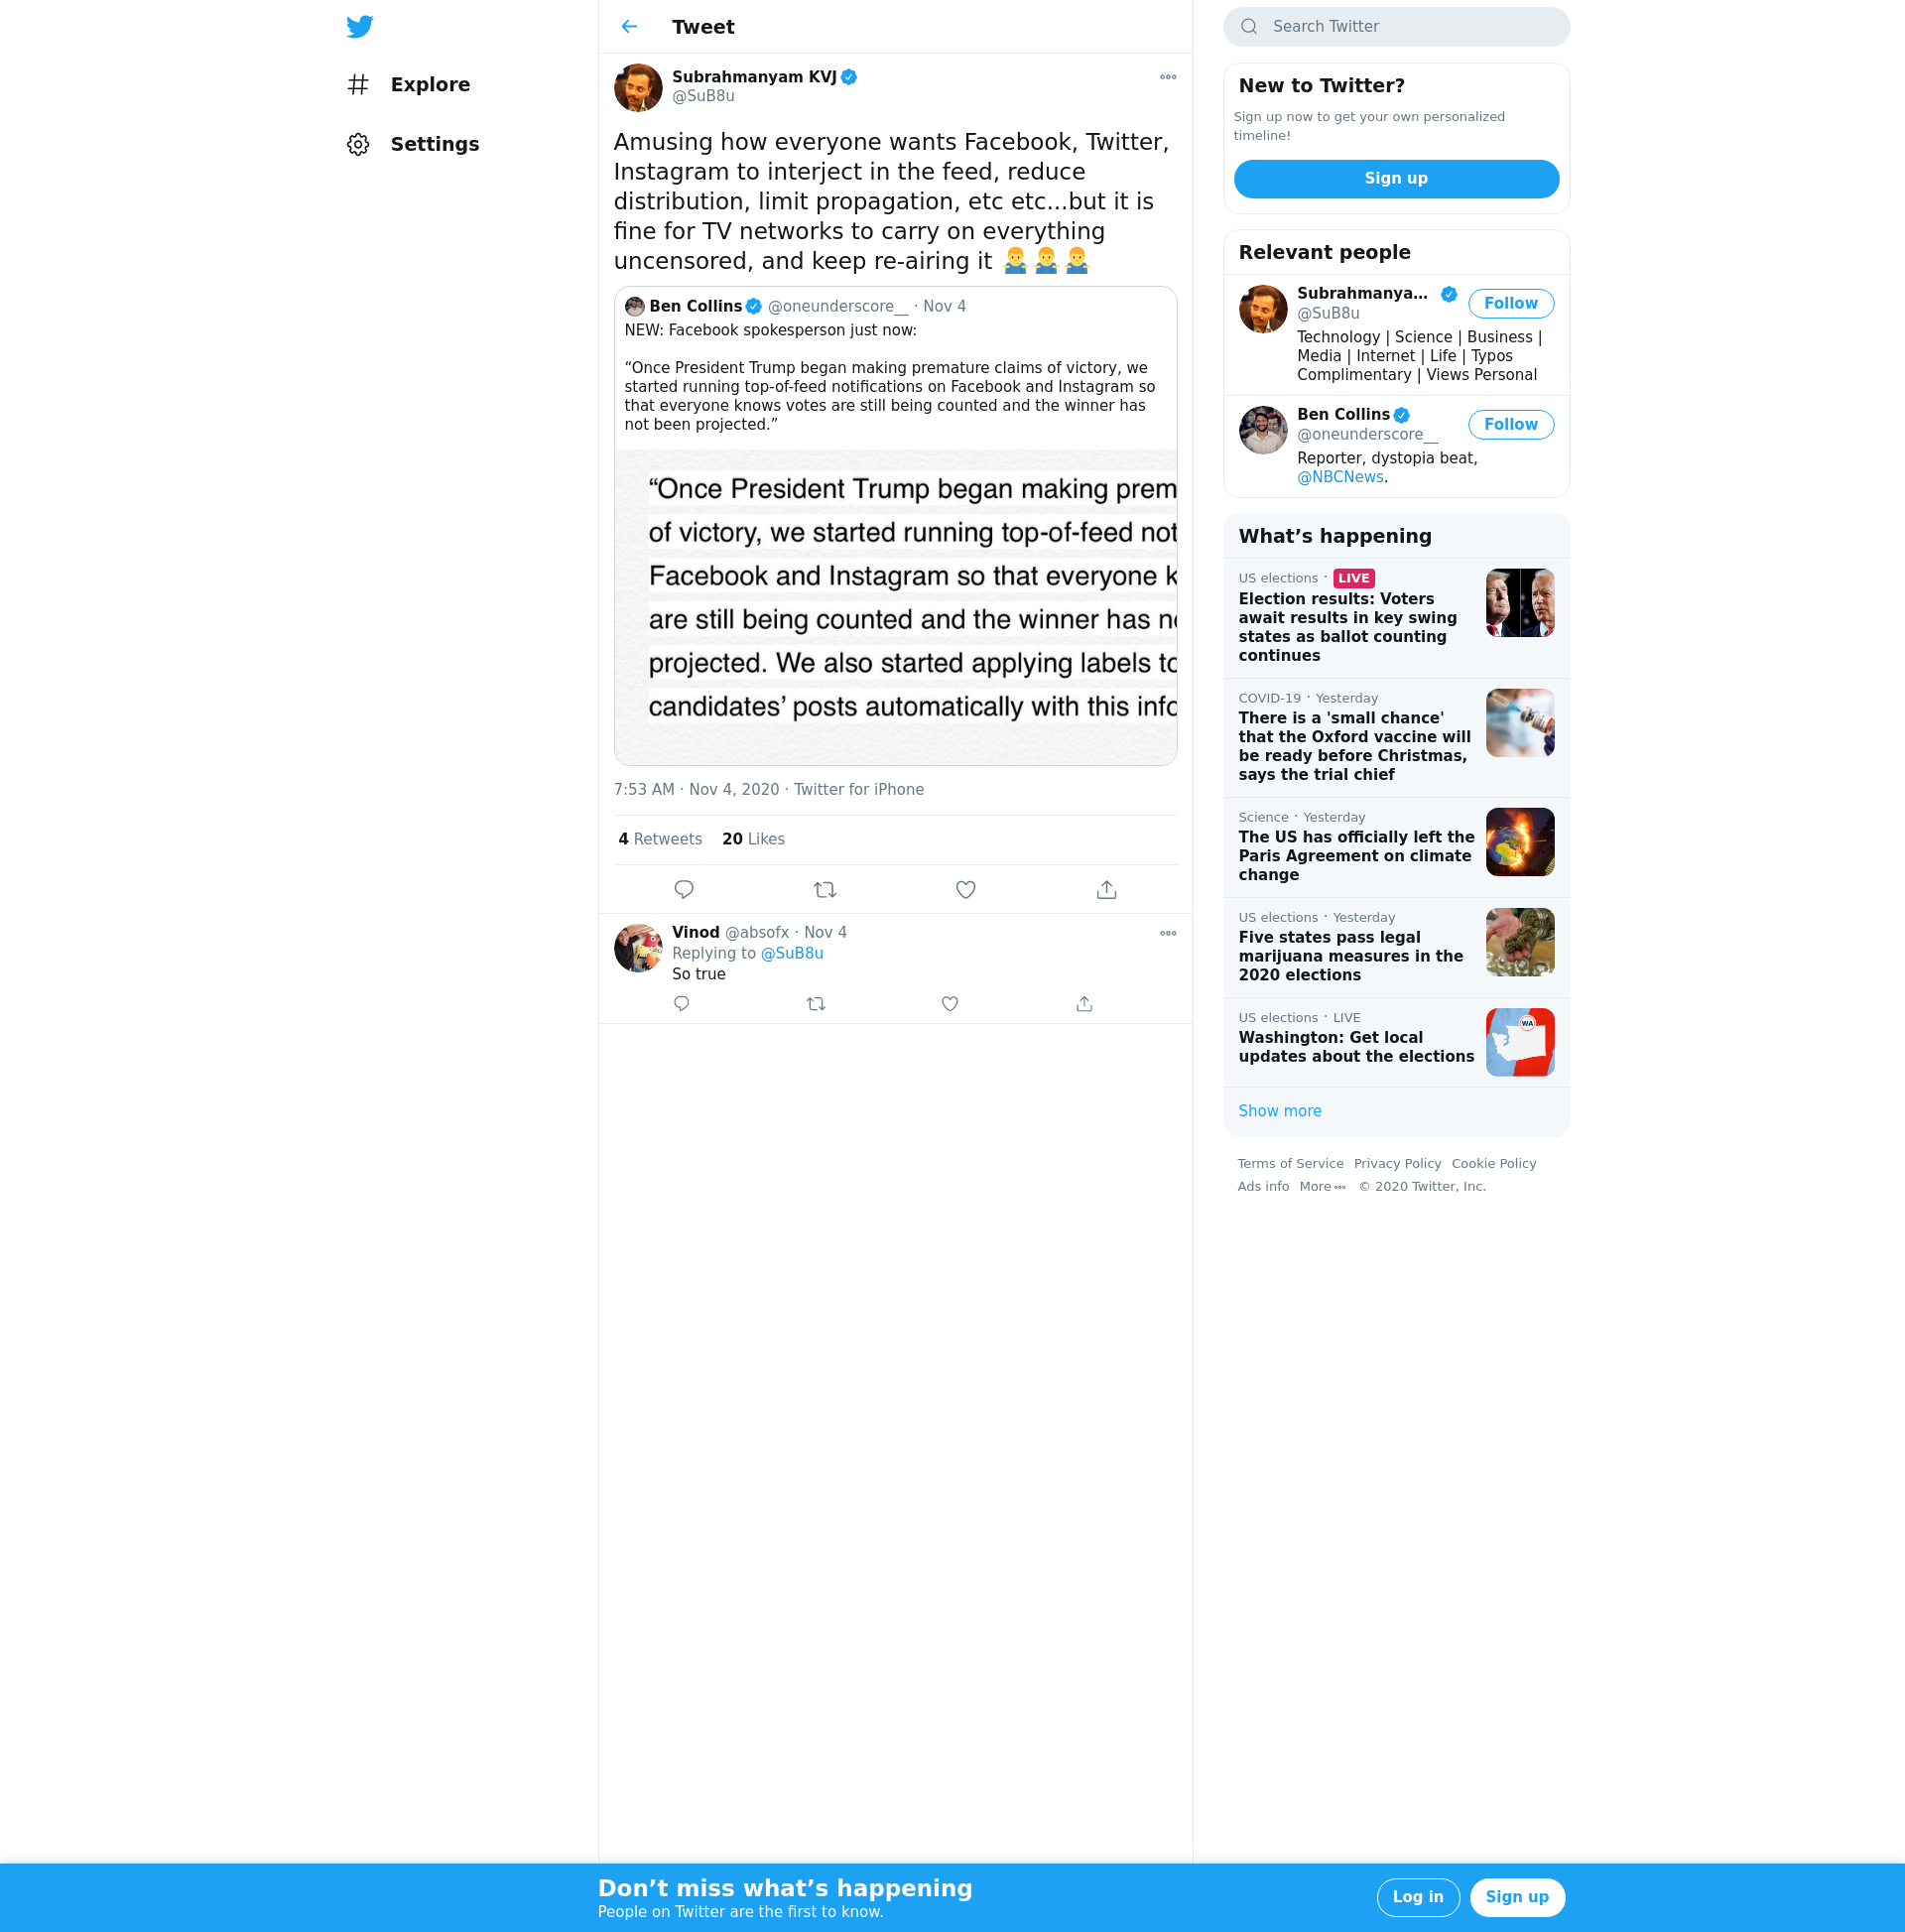 Explore
Settings
Tweet
Subrahmanyam KVJ
@SuB8u
Amusing how everyone wants Facebook, Twitter,
Instagram to interject in the feed, reduce
distribution, limit propagation, etc etc...but it is
fine for TV networks to carry on everything
uncensored, and keep re-airing it 🤷‍♂️🤷‍♂️🤷‍♂️
Ben Collins @oneunderscore__ · Nov 4
NEW: Facebook spokesperson just now:
“Once President Trump began making premature claims of victory, we
started running top-of-feed notifications on Facebook and Instagram so
that everyone knows votes are still being counted and the winner has
not been projected.”
“Once President Trump began making prem
of victory, we started running top-of-feed not
Facebook and Instagram so that everyone k
are still being counted and the winner has n
projected. We also started applying labels to
candidates’ posts automatically with this info
7:53 AM · Nov 4, 2020 · Twitter for iPhone
4 Retweets 20 Likes
Vinod @absofx · Nov 4
Replying to @SuB8u
So true
Search Twitter
New to Twitter?
Sign up now to get your own personalized
timeline!
Sign up
Relevant people
Subrahmanya...
@SuB8u
Follow
Technology | Science | Business |
Media | Internet | Life | Typos
Complimentary | Views Personal
Ben Collins
@oneunderscore__
Follow
Reporter, dystopia beat,
@NBCNews.
What’s happening
US elections · LIVE
Election results: Voters
await results in key swing
states as ballot counting
continues
COVID-19 · Yesterday
There is a 'small chance'
that the Oxford vaccine will
be ready before Christmas,
says the trial chief
Science · Yesterday
The US has officially left the
Paris Agreement on climate
change
US elections · Yesterday
Five states pass legal
marijuana measures in the
2020 elections
US elections · LIVE
Washington: Get local
updates about the elections
WA
Show more
Terms of Service Privacy Policy Cookie Policy
Ads info More © 2020 Twitter, Inc.
Don’t miss what’s happening
People on Twitter are the first to know.
Log in
Sign up